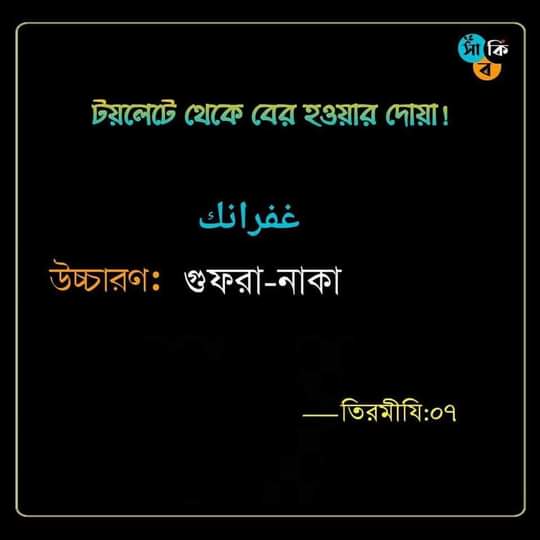 সাকিব
টয়লেটে থেকে বের হওয়ার দোয়া!
غفرانك
উচ্চারণ: গুফরা-নাকা
—তিরমীযি:০৭